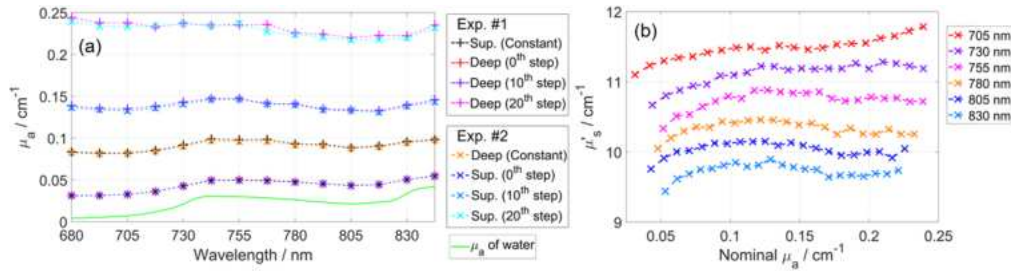 (a)
μa / cm-1
0.25
0.2
0.15
0.1
0.05
0
680 705 730 755 780 805 830
Wavelength / nm
Exp. #1
Sup. (Constant)
Deep (0th step)
Deep (10th step)
Deep (20th step)
Exp. #2
Deep (Constant)
Sup. (0th step)
Sup. (10th step)
Sup. (20th step)
μa of water
(b)
μ's / cm-1
12
11
10
9
0.05 0.1 0.15 0.2 0.25
Nominal μa / cm-1
705 nm
730 nm
755 nm
780 nm
805 nm
830 nm